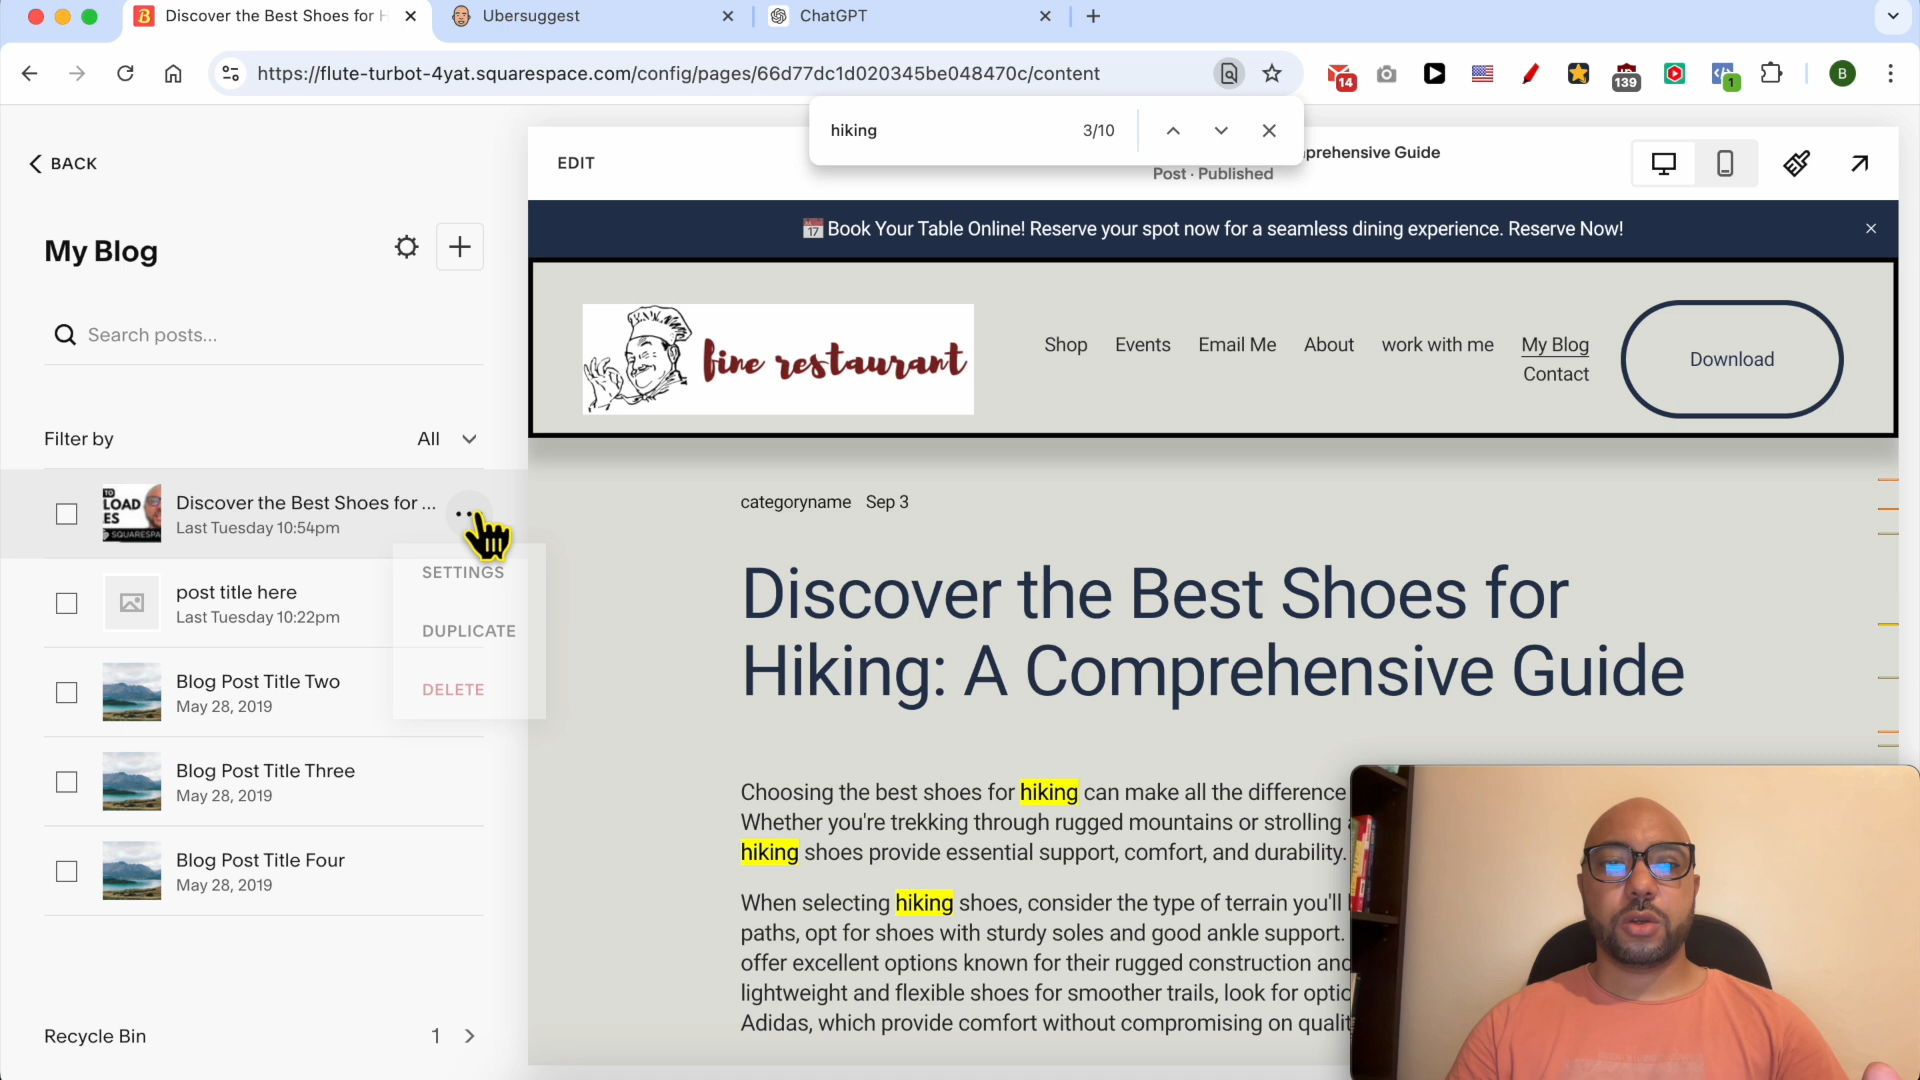 Discover the Best Shoes for H
Ubersuggest
ChatGPT
https://flute-turbot-4yat.squarespace.com/config/pages/66d77dc1d020345be048470c/content
14
139
1
B
hiking
3/10
BACK
EDIT
prehensive Guide
Post · Published
My Blog
17 Book Your Table Online! Reserve your spot now for a seamless dining experience. Reserve Now!
Search posts...
fine restaurant
Shop Events Email Me About work with me My Blog
Contact
Download
Filter by All
Discover the Best Shoes for ...
Last Tuesday 10:54pm
TO
LOAD
ES
SQUARESPA
SETTINGS
DUPLICATE
DELETE
post title here
Last Tuesday 10:22pm
Blog Post Title Two
May 28, 2019
Blog Post Title Three
May 28, 2019
Blog Post Title Four
May 28, 2019
Recycle Bin 1
categoryname Sep 3
Discover the Best Shoes for
Hiking: A Comprehensive Guide
Choosing the best shoes for hiking can make all the difference
Whether you're trekking through rugged mountains or strolling
hiking shoes provide essential support, comfort, and durability.
When selecting hiking shoes, consider the type of terrain you'll
paths, opt for shoes with sturdy soles and good ankle support.
offer excellent options known for their rugged construction and
lightweight and flexible shoes for smoother trails, look for optio
Adidas, which provide comfort without compromising on qualit